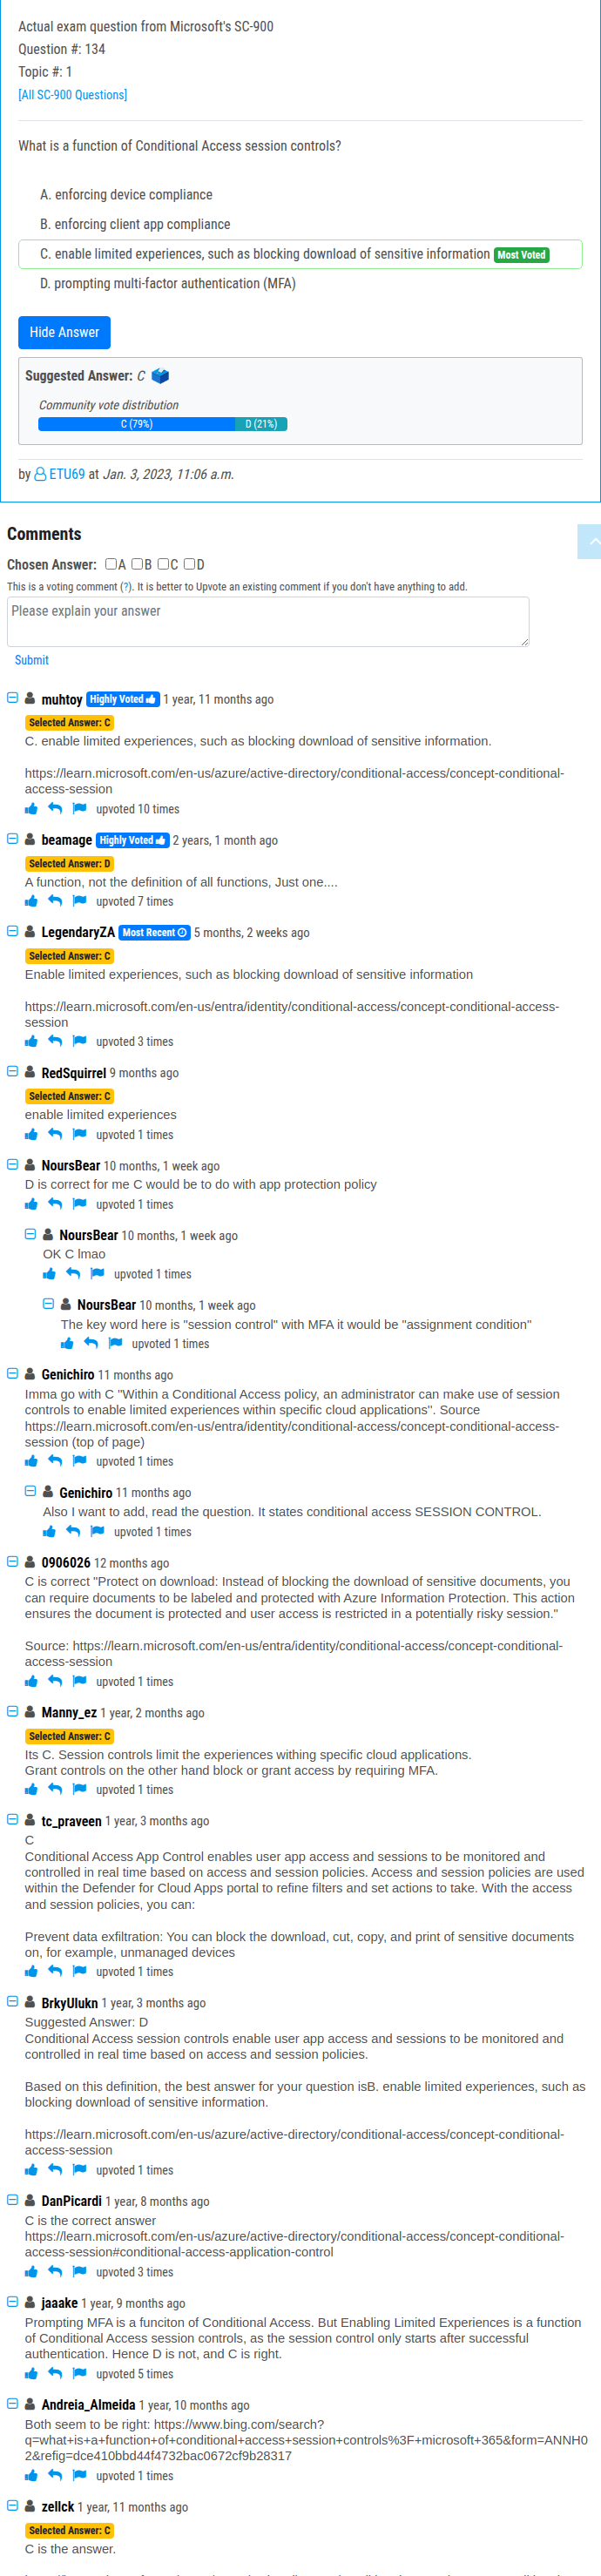 Actual exam question from Microsoft's SC-900
Question #: 134
Topic #: 1
[All SC-900 Questions]
What is a function of Conditional Access session controls?
A. enforcing device compliance
B. enforcing client app compliance
C. enable limited experiences, such as blocking download of sensitive information Most Voted
D. prompting multi-factor authentication (MFA)
Hide Answer
Suggested Answer: C
Community vote distribution
C (79%) D (21%)
by ETU69 at Jan. 3, 2023, 11:06 a.m.
Comments
Chosen Answer: A B C D
This is a voting comment (?). It is better to Upvote an existing comment if you don't have anything to add.
Please explain your answer
Submit
muhtoy Highly Voted 1 year, 11 months ago
Selected Answer: C
C. enable limited experiences, such as blocking download of sensitive information.
https://learn.microsoft.com/en-us/azure/active-directory/conditional-access/concept-conditional-
access-session
upvoted 10 times
beamage Highly Voted 2 years, 1 month ago
Selected Answer: D
A function, not the definition of all functions, Just one....
upvoted 7 times
LegendaryZA Most Recent 5 months, 2 weeks ago
Selected Answer: C
Enable limited experiences, such as blocking download of sensitive information
https://learn.microsoft.com/en-us/entra/identity/conditional-access/concept-conditional-access-
session
upvoted 3 times
RedSquirrel 9 months ago
Selected Answer: C
enable limited experiences
upvoted 1 times
NoursBear 10 months, 1 week ago
D is correct for me C would be to do with app protection policy
upvoted 1 times
NoursBear 10 months, 1 week ago
OK C lmao
upvoted 1 times
NoursBear 10 months, 1 week ago
The key word here is "session control" with MFA it would be "assignment condition"
upvoted 1 times
Genichiro 11 months ago
Imma go with C "Within a Conditional Access policy, an administrator can make use of session
controls to enable limited experiences within specific cloud applications". Source
https://learn.microsoft.com/en-us/entra/identity/conditional-access/concept-conditional-access-
session (top of page)
upvoted 1 times
Genichiro 11 months ago
Also I want to add, read the question. It states conditional access SESSION CONTROL.
upvoted 1 times
0906026 12 months ago
C is correct "Protect on download: Instead of blocking the download of sensitive documents, you
can require documents to be labeled and protected with Azure Information Protection. This action
ensures the document is protected and user access is restricted in a potentially risky session."
Source: https://learn.microsoft.com/en-us/entra/identity/conditional-access/concept-conditional-
access-session
upvoted 1 times
Manny_ez 1 year, 2 months ago
Selected Answer: C
Its C. Session controls limit the experiences withing specific cloud applications.
Grant controls on the other hand block or grant access by requiring MFA.
upvoted 1 times
tc_praveen 1 year, 3 months ago
C
Conditional Access App Control enables user app access and sessions to be monitored and
controlled in real time based on access and session policies. Access and session policies are used
within the Defender for Cloud Apps portal to refine filters and set actions to take. With the access
and session policies, you can:
Prevent data exfiltration: You can block the download, cut, copy, and print of sensitive documents
on, for example, unmanaged devices
upvoted 1 times
BrkyUlukn 1 year, 3 months ago
Suggested Answer: D
Conditional Access session controls enable user app access and sessions to be monitored and
controlled in real time based on access and session policies.
Based on this definition, the best answer for your question isB. enable limited experiences, such as
blocking download of sensitive information.
https://learn.microsoft.com/en-us/azure/active-directory/conditional-access/concept-conditional-
access-session
upvoted 1 times
DanPicardi 1 year, 8 months ago
C is the correct answer
https://learn.microsoft.com/en-us/azure/active-directory/conditional-access/concept-conditional-
access-session#conditional-access-application-control
upvoted 3 times
jaaake 1 year, 9 months ago
Prompting MFA is a funciton of Conditional Access. But Enabling Limited Experiences is a function
of Conditional Access session controls, as the session control only starts after successful
authentication. Hence D is not, and C is right.
upvoted 5 times
Andreia_Almeida 1 year, 10 months ago
Both seem to be right: https://www.bing.com/search?
q=what+is+a+function+of+conditional+access+session+controls%3F+microsoft+365&form=ANNH0
2&refig=dce410bbd44f4732bac0672cf9b28317
upvoted 1 times
zellck 1 year, 11 months ago
Selected Answer: C
C is the answer.